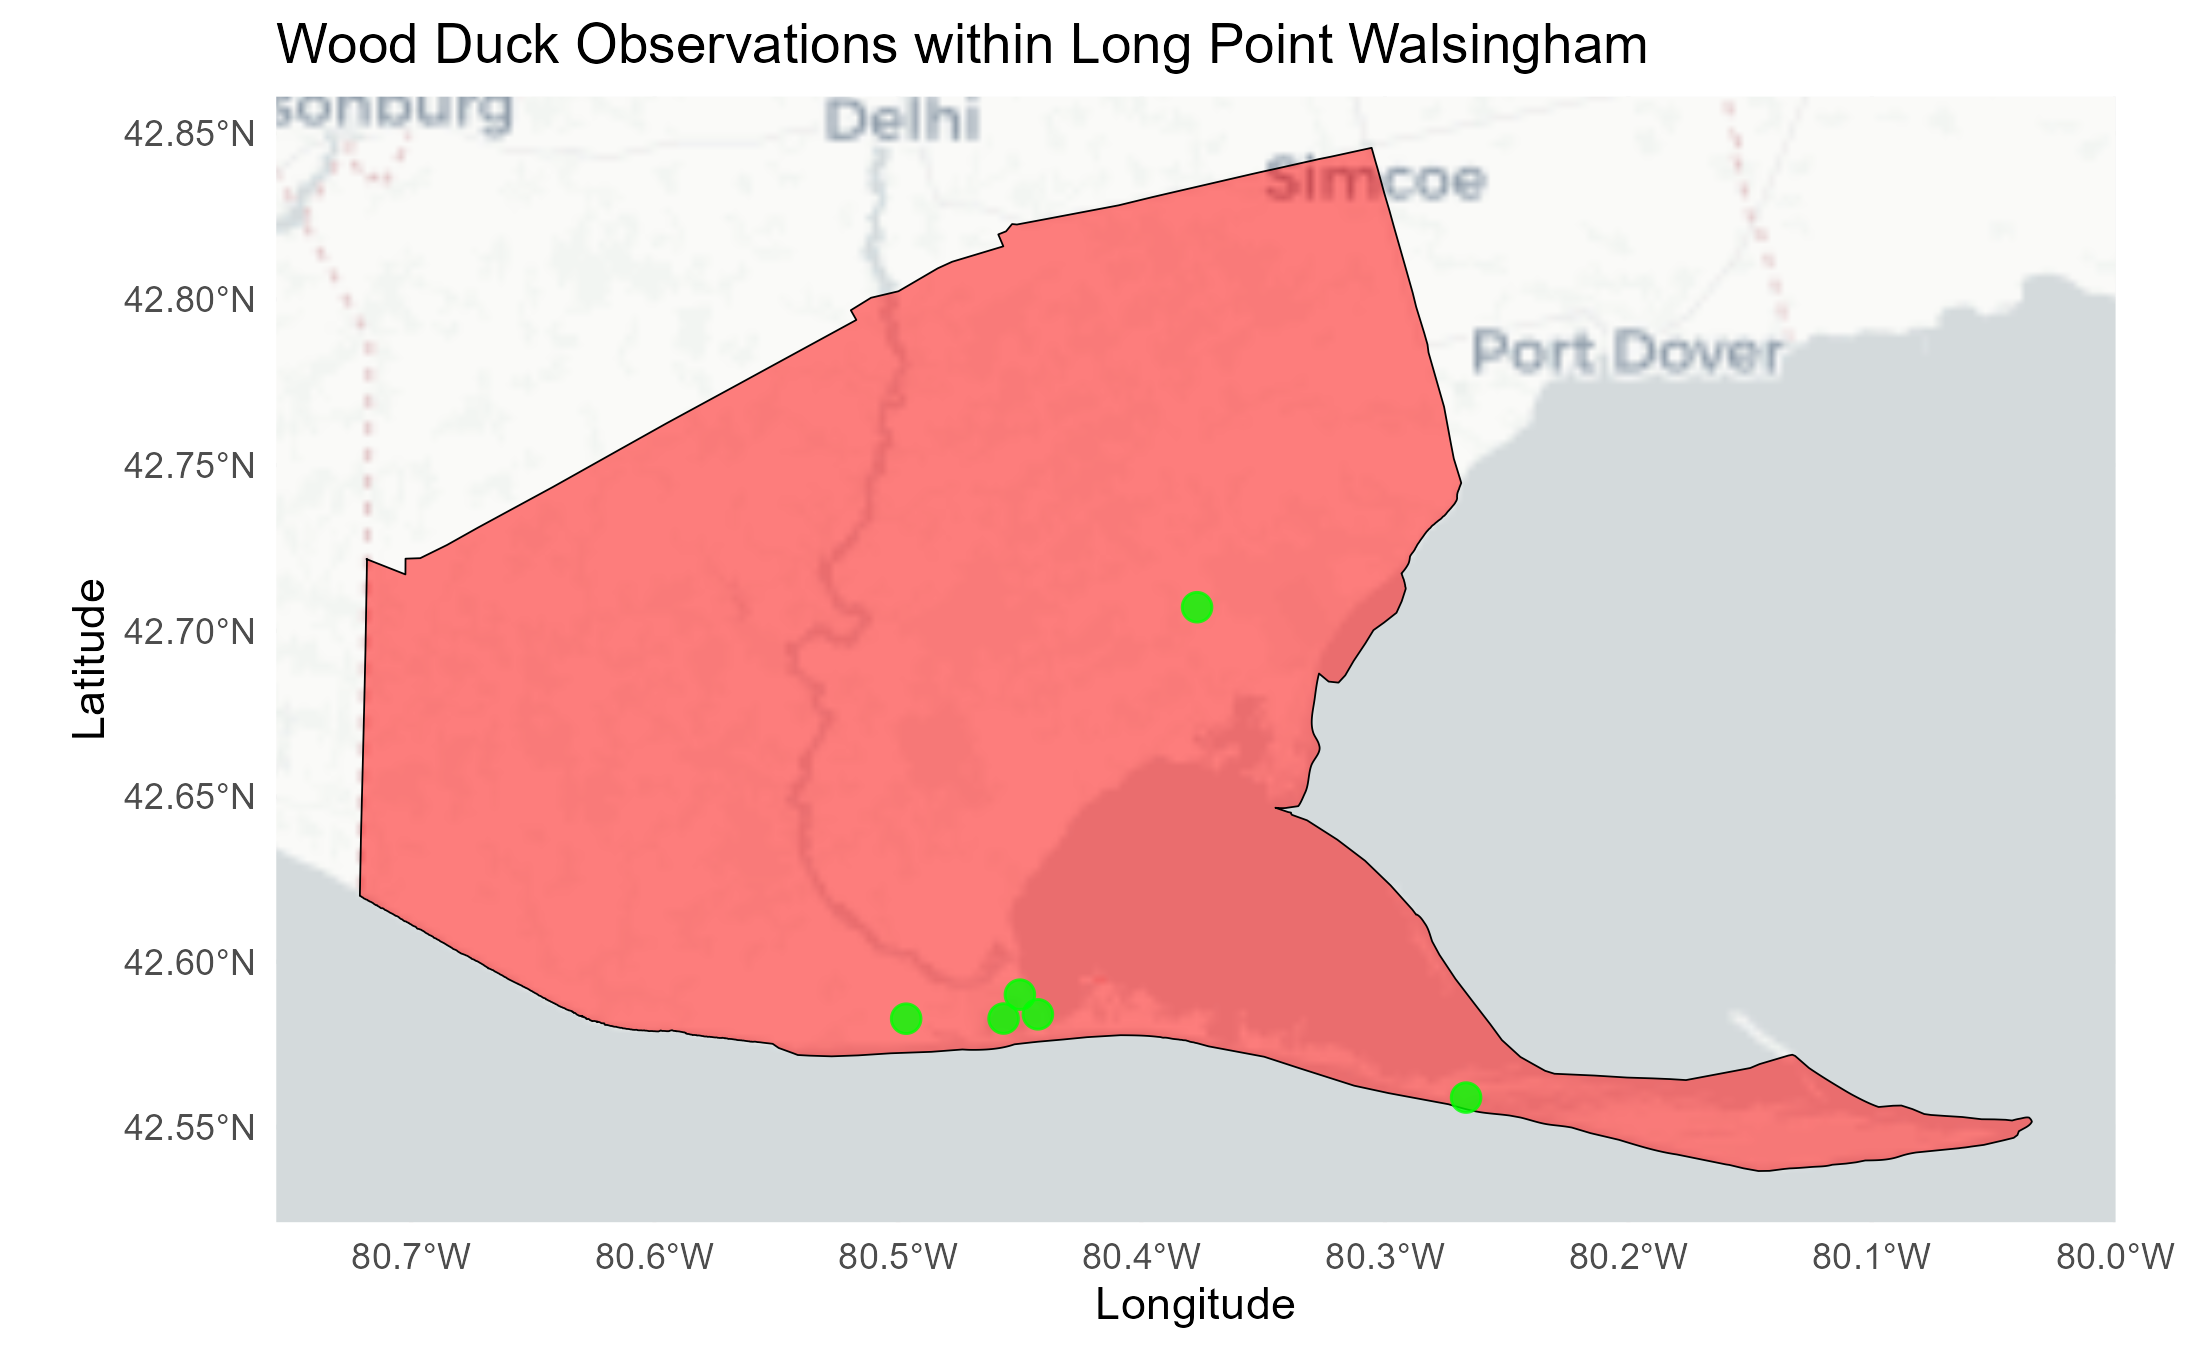 Wood Duck Observations within Long Point Walsingham
sonburg
Delhi
Simcoe
Port Dover
42.85°N
42.80°N
42.75°N
42.70°N
42.65°N
42.60°N
42.55°N
Latitude
80.7°W
80.6°W
80.5°W
80.4°W
80.3°W
80.2°W
80.1°W
80.0°W
Longitude